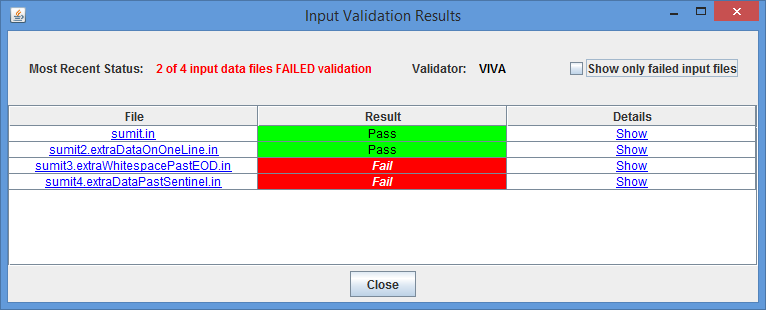 Input Validation Results
Most Recent Status: 2 of 4 input data files FAILED validation Validator: VIVA Show only failed input files
File Result Details
sumit.in Pass Show
sumit2.extraDataOnOneLine.in Pass Show
sumit3.extraWhitespacePastEOD.in Fail Show
sumit4.extraDataPastSentinel.in Fail Show
Close